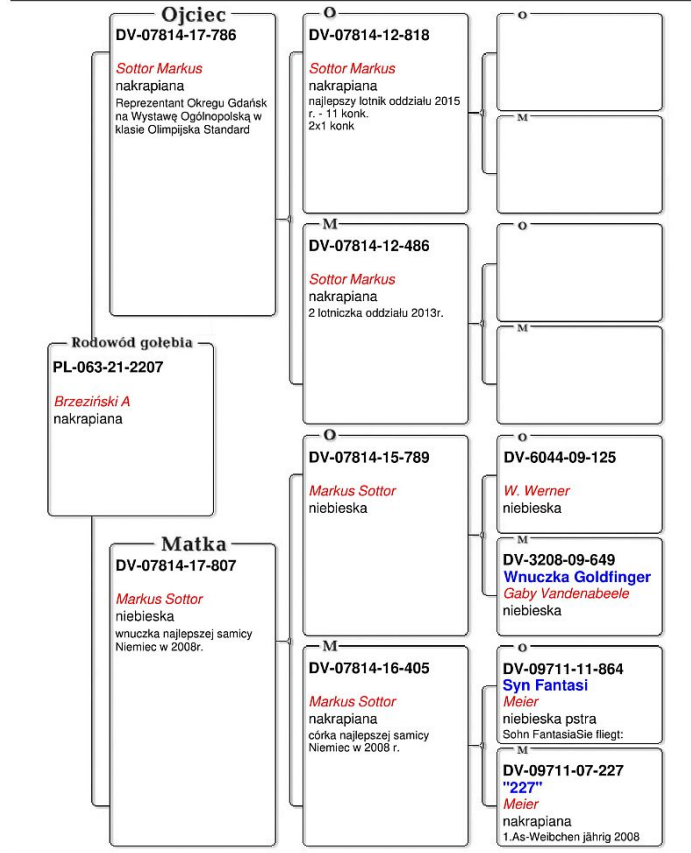 Ojciec
DV-07814-17-786
Sottor Markus
nakrapiana
Reprezentant Okregu Gdańsk
na Wystawę Ogólnopolską w
klasie Olimpijska Standard
O
DV-07814-12-818
Sottor Markus
nakrapiana
najlepszy lotnik oddziału 2015
r. - 11 konk.
2x1 konk
O
M
M
DV-07814-12-486
Sottor Markus
nakrapiana
2 lotniczka oddziału 2013r.
O
M
Rodowód gołębia
PL-063-21-2207
Brzeziński A
nakrapiana
Matka
DV-07814-17-807
Markus Sottor
niebieska
wnuczka najlepszej samicy
Niemiec w 2008r.
O
DV-07814-15-789
Markus Sottor
niebieska
O
DV-6044-09-125
W. Werner
niebieska
M
DV-3208-09-649
Wnuczka Goldfinger
Gaby Vandenabeele
niebieska
M
DV-07814-16-405
Markus Sottor
nakrapiana
córka najlepszej samicy
Niemiec w 2008 r.
O
DV-09711-11-864
Syn Fantasi
Meier
niebieska pstra
Sohn FantasiaSie fliegt:
M
DV-09711-07-227
"227"
Meier
nakrapiana
1.As-Weibchen jährig 2008